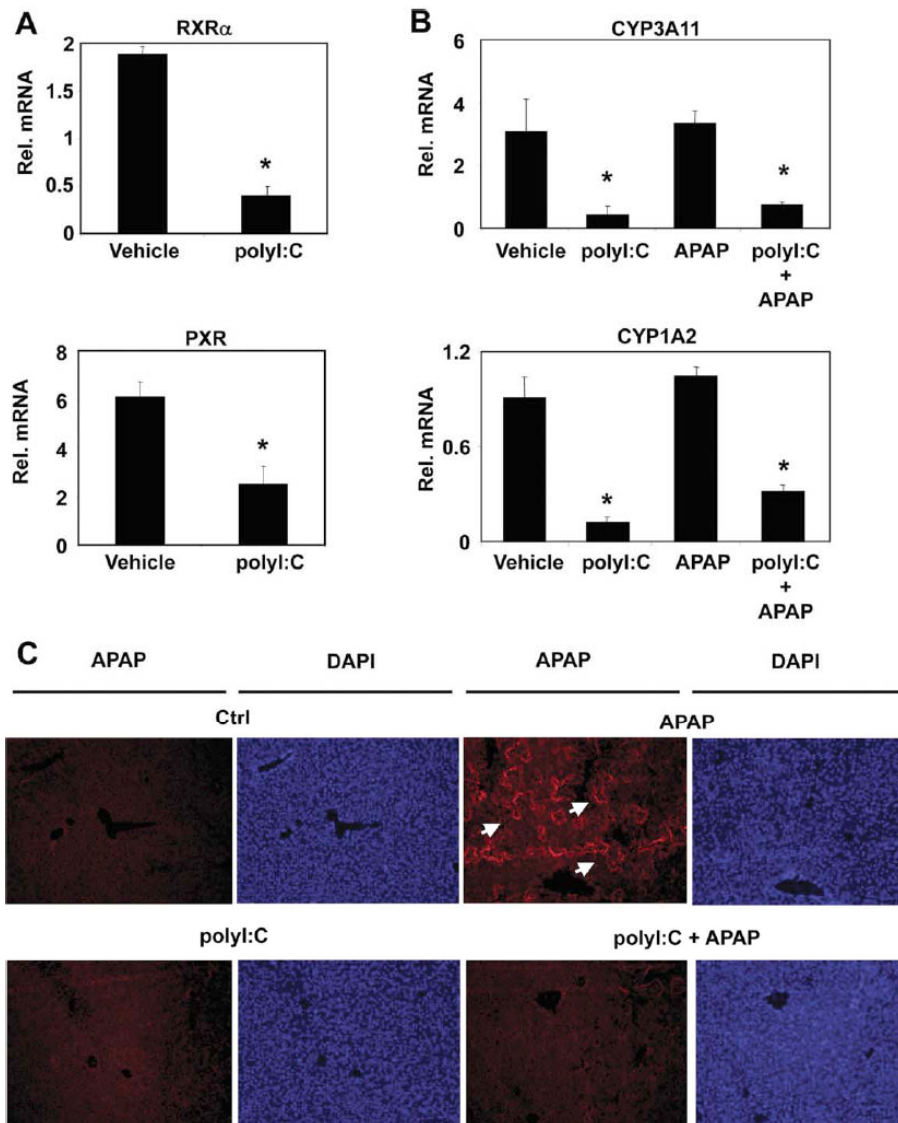 A
RXRα
Rel. mRNA
2
1.5
1
0.5
0
*
Vehicle
polyI:C
PXR
Rel. mRNA
8
6
4
2
0
*
Vehicle
polyI:C
B
CYP3A11
Rel. mRNA
6
4
2
0
*
*
Vehicle
polyI:C
APAP
polyI:C
+
APAP
CYP1A2
Rel. mRNA
1.2
0.6
0
*
*
Vehicle
polyI:C
APAP
polyI:C
+
APAP
C
APAP
DAPI
APAP
DAPI
Ctrl
APAP
polyI:C
polyI:C + APAP